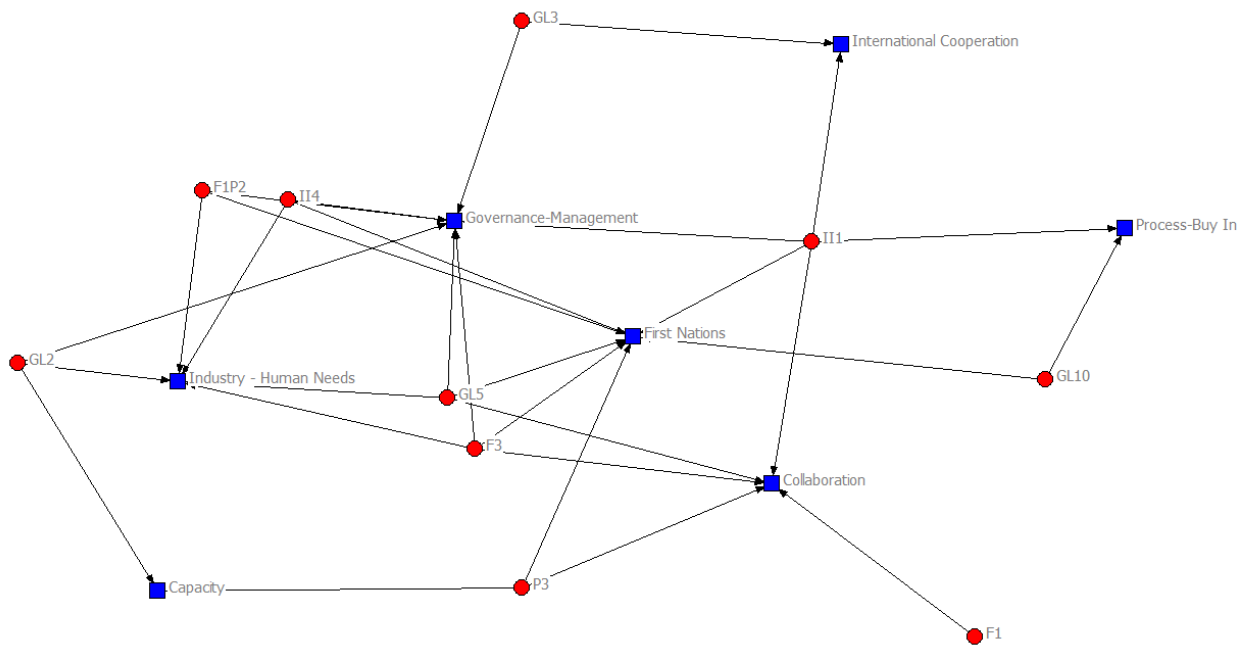 GL3
International Cooperation
F1P2
II4
Governance-Management
II1
Process-Buy In
First Nations
GL2
Industry - Human Needs
GL5
GL10
F3
Collaboration
Capacity
P3
F1